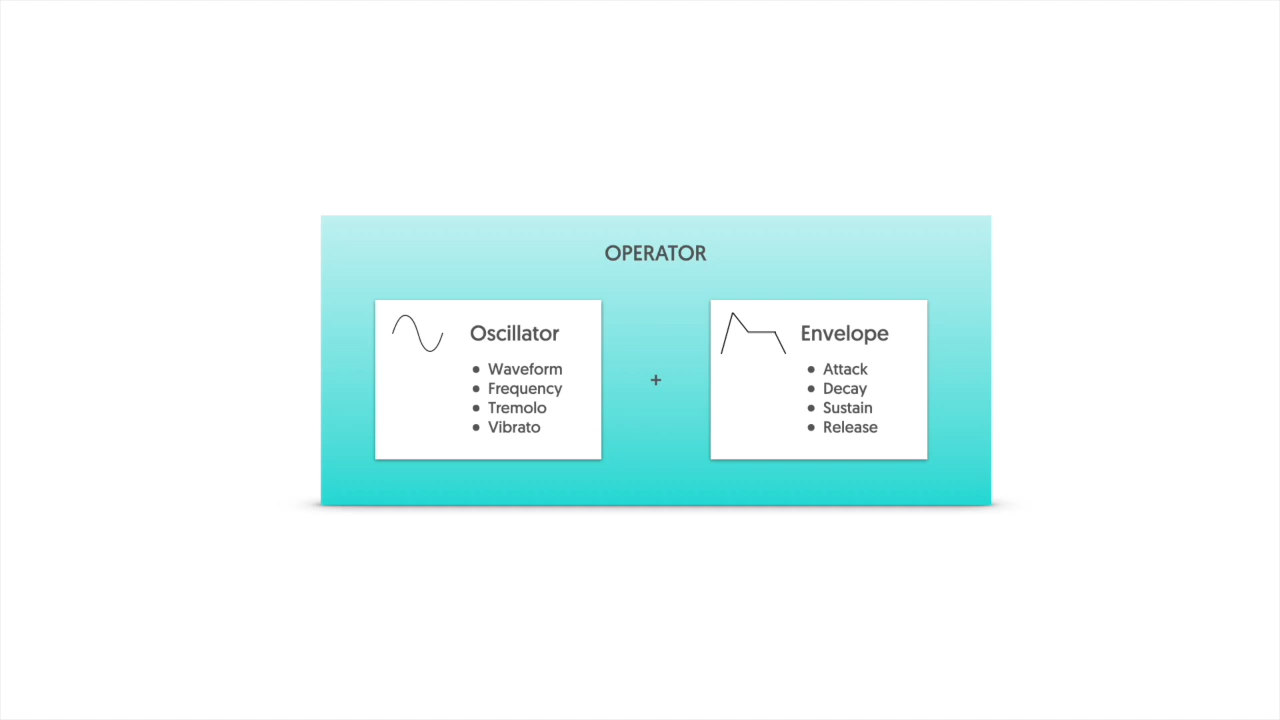 OPERATOR
Oscillator
• Waveform
• Frequency
• Tremolo
• Vibrato
+
Envelope
• Attack
• Decay
• Sustain
• Release